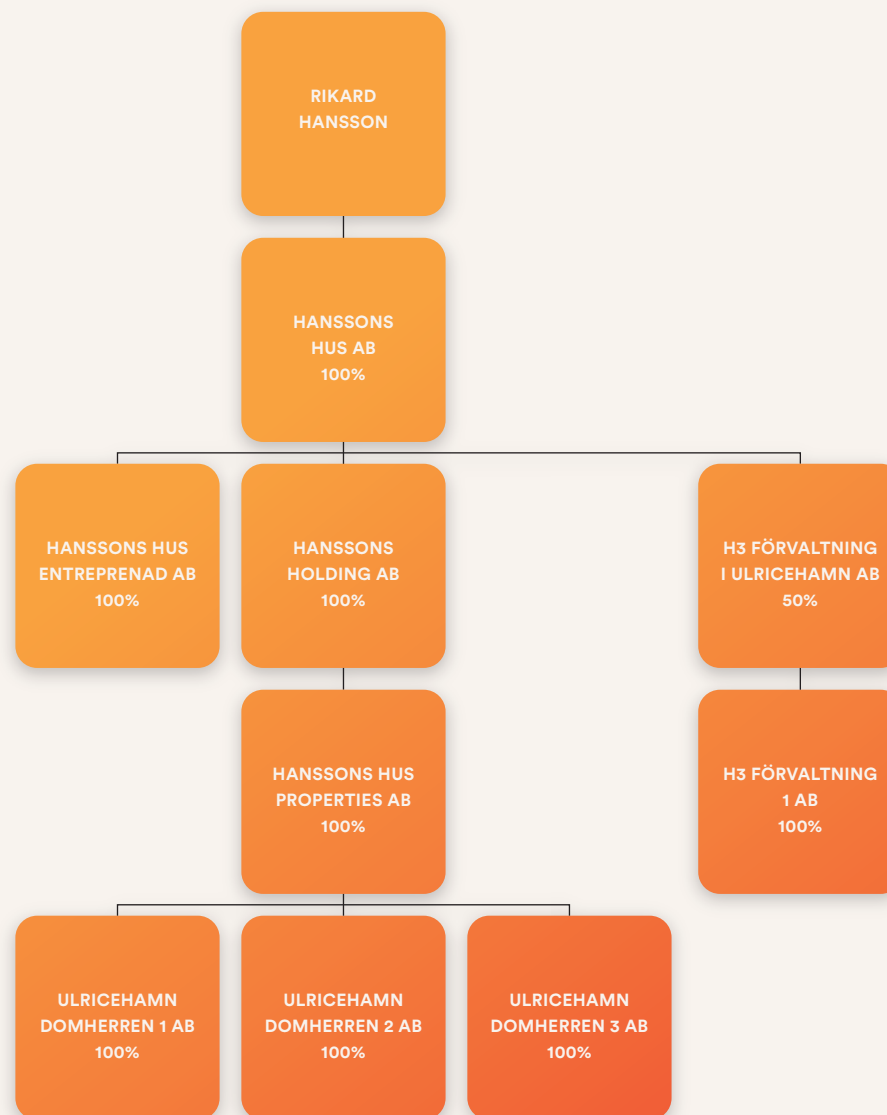 RIKARD
HANSSON
HANSSONS
HUS AB
100%
HANSSONS HUS
ENTREPRENAD AB
100%
HANSSONS
HOLDING AB
100%
H3 FÖRVALTNING
I ULRICEHAMN AB
50%
HANSSONS HUS
PROPERTIES AB
100%
H3 FÖRVALTNING
1 AB
100%
ULRICEHAMN
DOMHERREN 1 AB
100%
ULRICEHAMN
DOMHERREN 2 AB
100%
ULRICEHAMN
DOMHERREN 3 AB
100%